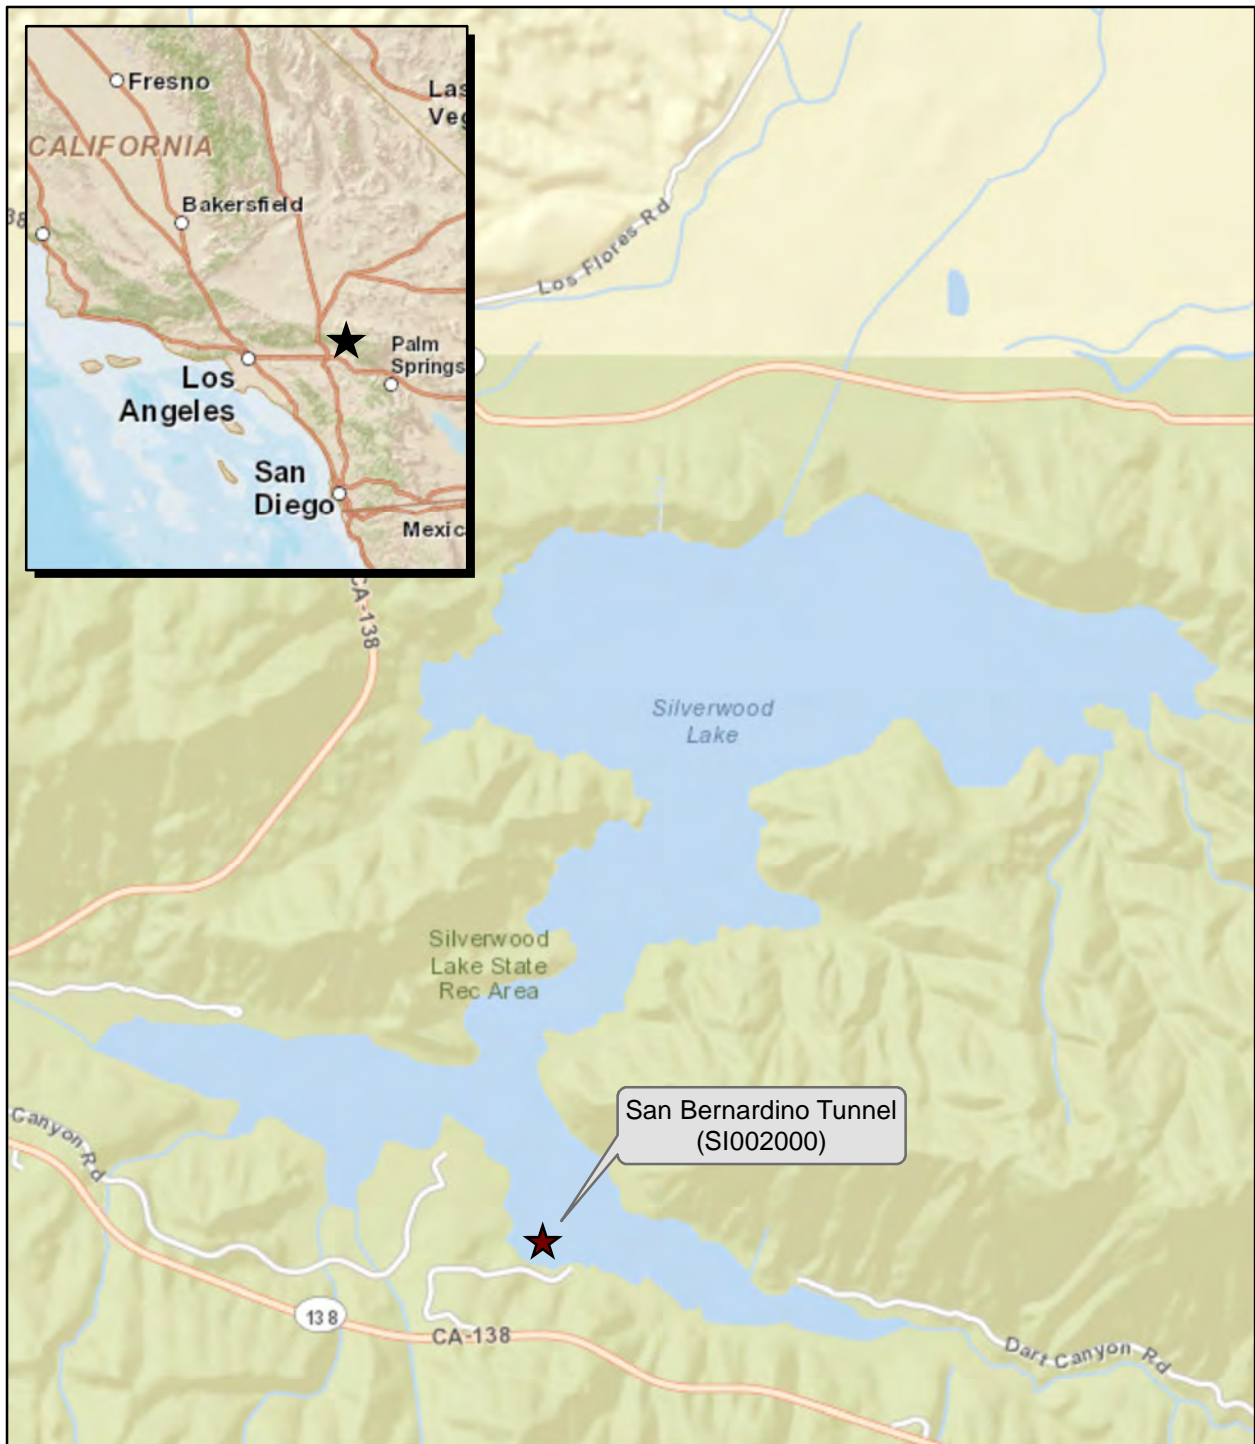 Fresno
Las
Veg
CALIFORNIA
Bakersfield
38
Los Flores Rd
Palm
Springs
Los
Angeles
San
Diego
Mexic
CA-138
Silverwood
Lake
Silverwood
Lake State
Rec Area
San Bernardino Tunnel
(SI002000)
Canyon Rd
138
CA-138
Dart Canyon Rd